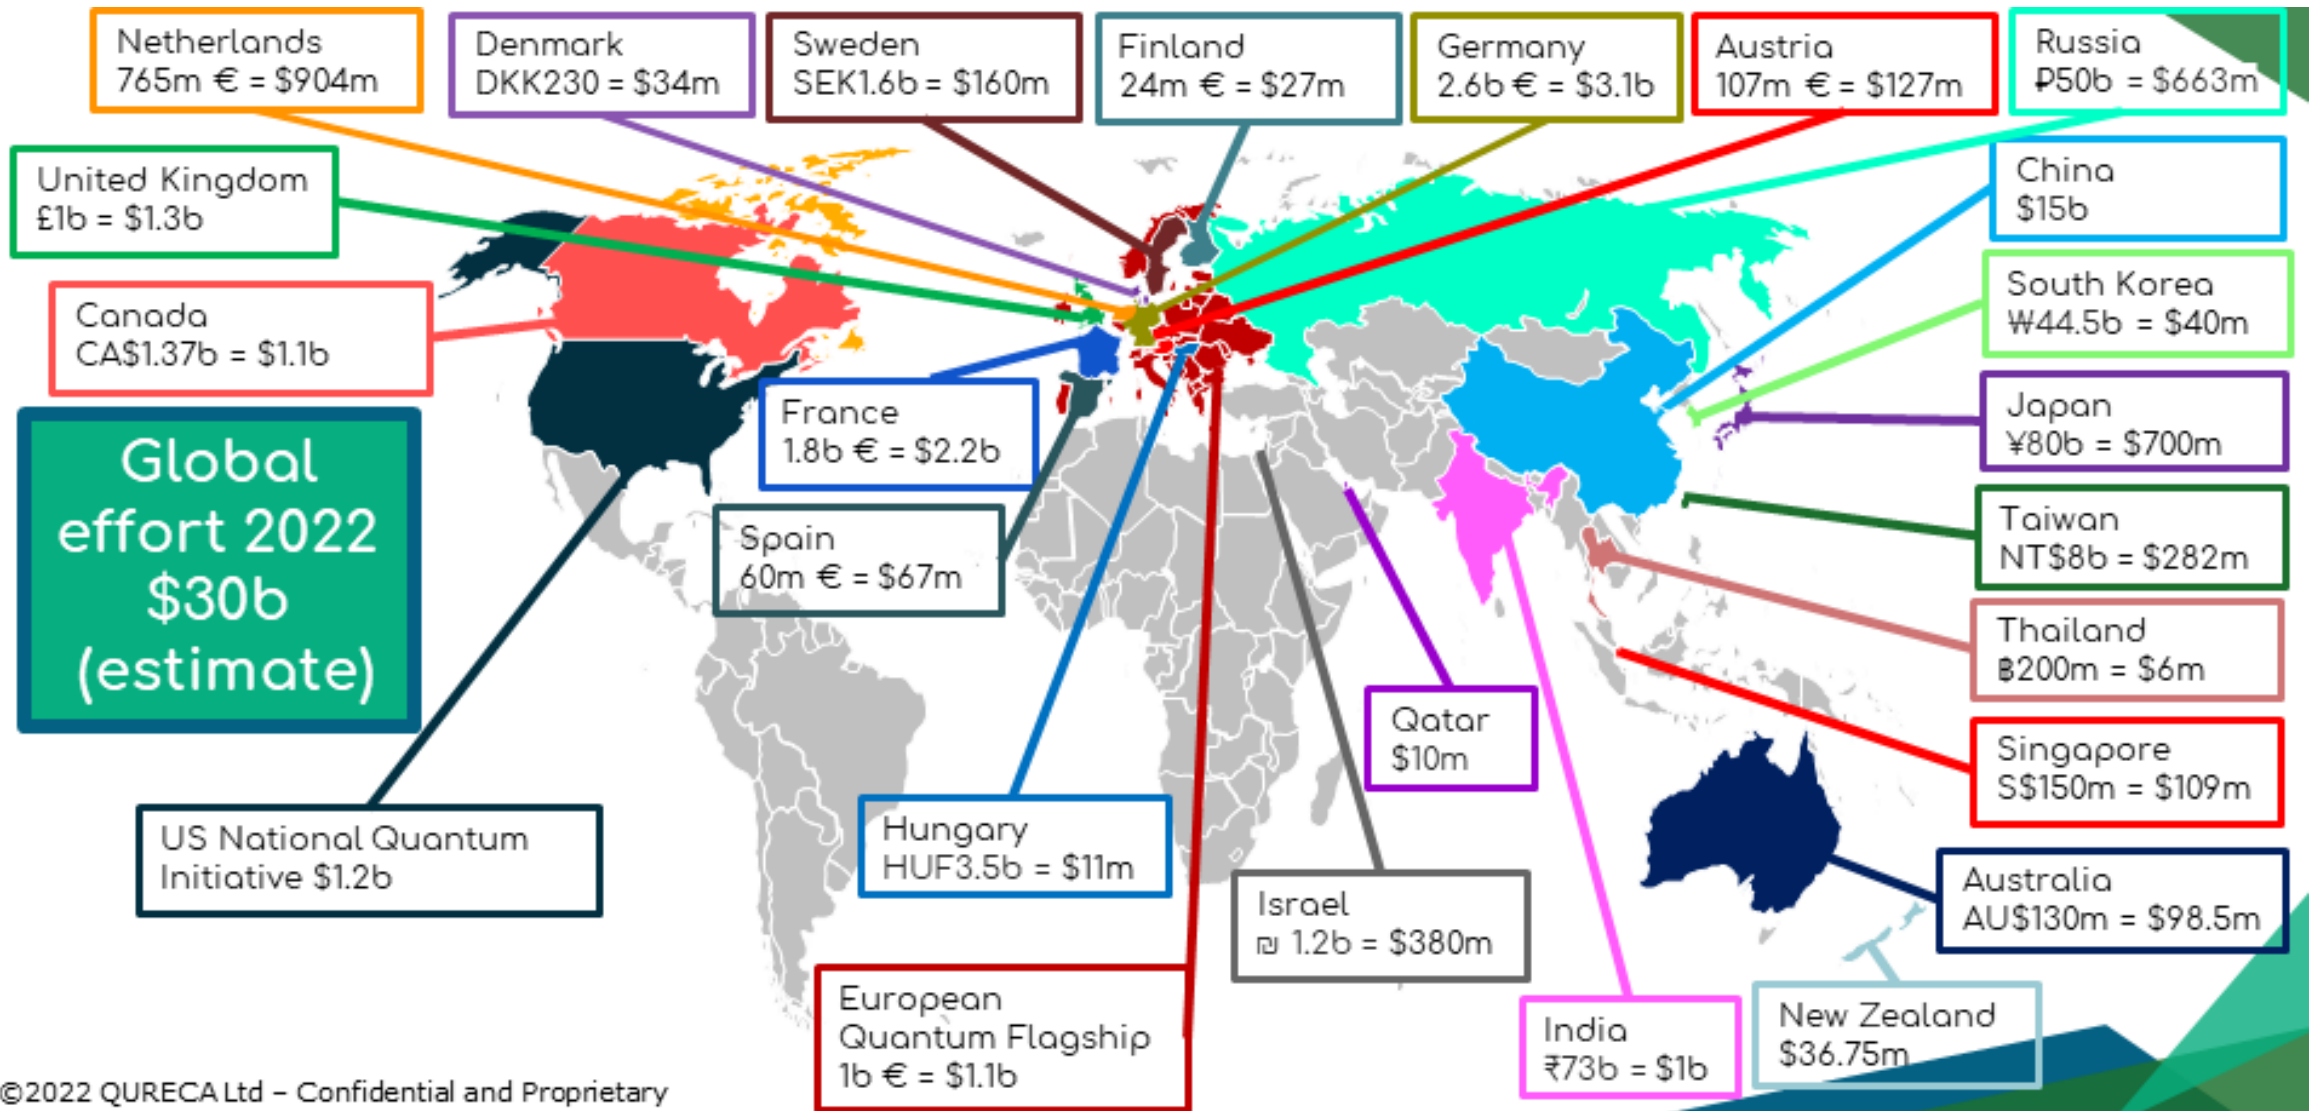 Netherlands
765m € = $904m
Denmark
DKK230 = $34m
Sweden
SEK1.6b = $160m
Finland
24m € = $27m
Germany
2.6b € = $3.1b
Austria
107m € = $127m
Russia
₽50b = $663m
United Kingdom
£1b = $1.3b
China
$15b
Canada
CA$1.37b = $1.1b
South Korea
₩44.5b = $40m
France
1.8b € = $2.2b
Japan
¥80b = $700m
Global
effort 2022
$30b
(estimate)
Spain
60m € = $67m
Taiwan
NT$8b = $282m
Thailand
฿200m = $6m
Qatar
$10m
Singapore
S$150m = $109m
US National Quantum
Initiative $1.2b
Hungary
HUF3.5b = $11m
Israel
₪ 1.2b = $380m
Australia
AU$130m = $98.5m
European
Quantum Flagship
1b € = $1.1b
India
₹73b = $1b
New Zealand
$36.75m
©2022 QURECA Ltd – Confidential and Proprietary